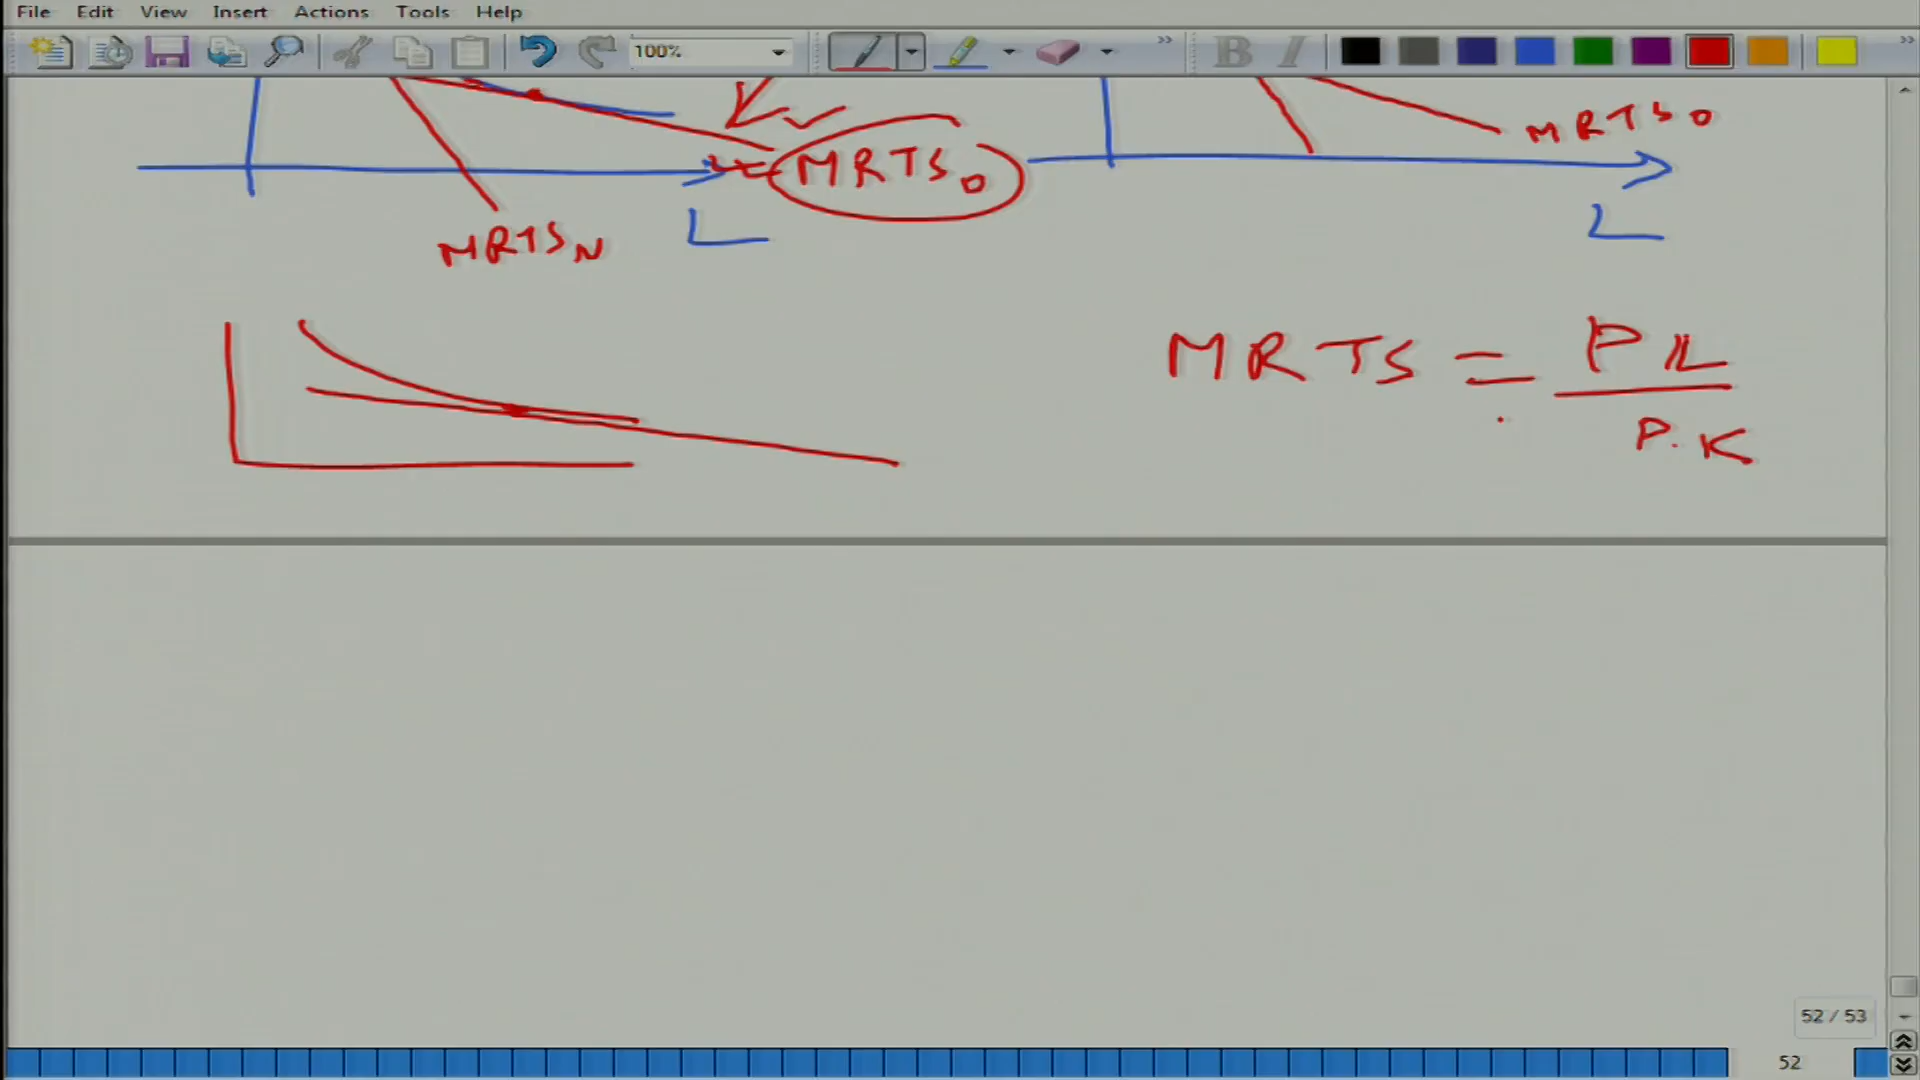 File Edit View Insert Actions Tools Help
100% B I
MRTS0
MRTS0
L
L
MRTSN
MRTS = PL
P.K
52 / 53
52